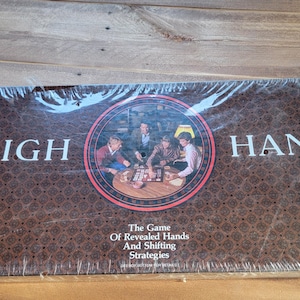 IGH HAN
The Game
Of Revealed Hands
And Shifting
Strategies